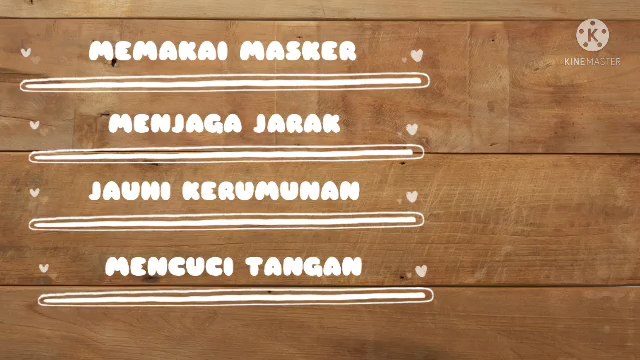 MEMAKAI MASKER
K
KINEMASTER
MENJAGA JARAK
JAUHI KERUMUNAN
MENCUCI TANGAN